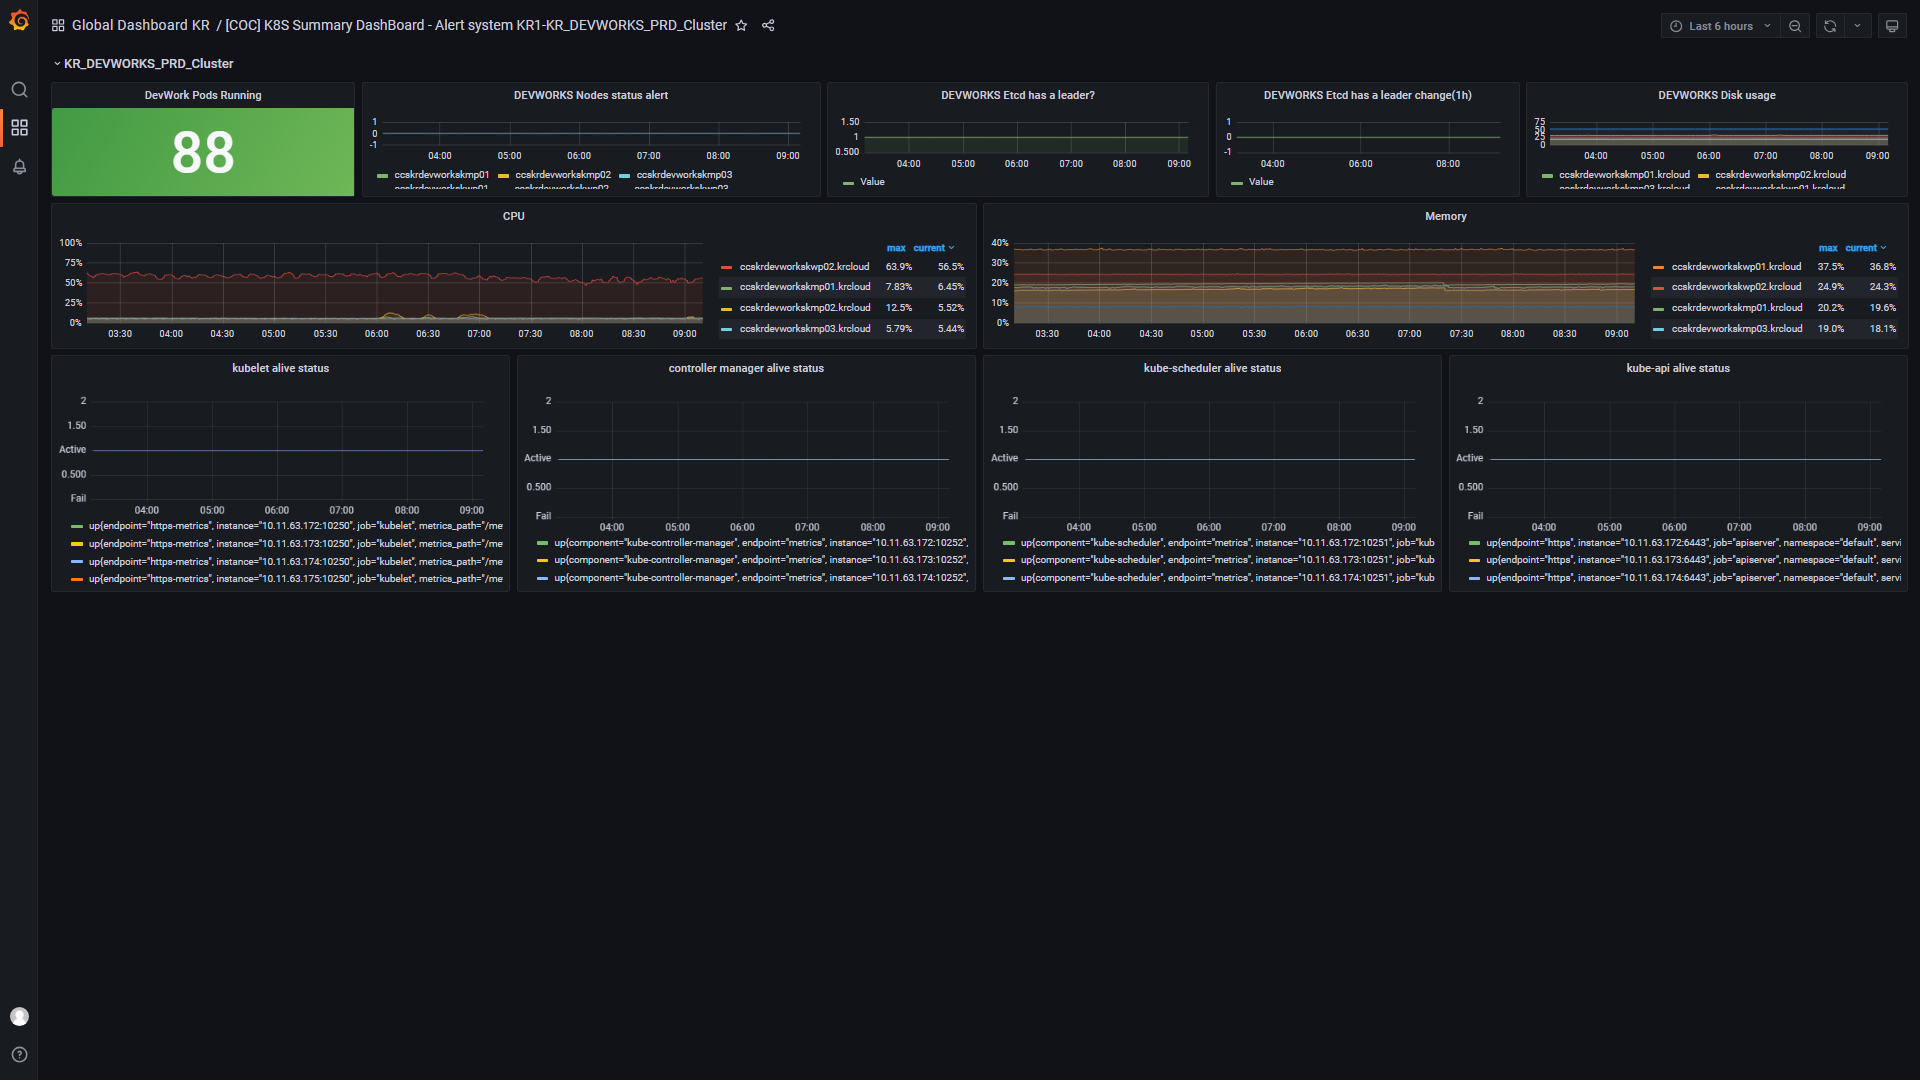 Global Dashboard KR / [COC] K8S Summary DashBoard - Alert system KR1-KR_DEVWORKS_PRD_Cluster
Last 6 hours
KR_DEVWORKS_PRD_Cluster
DevWork Pods Running
88
DEVWORKS Nodes status alert
1
0
-1
04:00 05:00 06:00 07:00 08:00 09:00
ccskrdevworkskmp01 ccskrdevworkskmp02 ccskrdevworkskmp03
DEVWORKS Etcd has a leader?
1.50
1
0.500
04:00 05:00 06:00 07:00 08:00 09:00
Value
DEVWORKS Etcd has a leader change(1h)
1
0
-1
04:00 06:00 08:00
Value
DEVWORKS Disk usage
75
50
25
0
04:00 05:00 06:00 07:00 08:00 09:00
ccskrdevworkskmp01.krcloud ccskrdevworkskmp02.krcloud
ccskrdevworkskmp03.krcloud ccskrdevworkskwp01.krcloud
CPU
100%
75%
50%
25%
0%
03:30 04:00 04:30 05:00 05:30 06:00 06:30 07:00 07:30 08:00 08:30 09:00
max current
ccskrdevworkskwp02.krcloud 63.9% 56.5%
ccskrdevworkskmp01.krcloud 7.83% 6.45%
ccskrdevworkskmp02.krcloud 12.5% 5.52%
ccskrdevworkskmp03.krcloud 5.79% 5.44%
Memory
40%
30%
20%
10%
0%
03:30 04:00 04:30 05:00 05:30 06:00 06:30 07:00 07:30 08:00 08:30 09:00
max current
ccskrdevworkskwp01.krcloud 37.5% 36.8%
ccskrdevworkskwp02.krcloud 24.9% 24.3%
ccskrdevworkskmp01.krcloud 20.2% 19.6%
ccskrdevworkskmp03.krcloud 19.0% 18.1%
kubelet alive status
2
1.50
Active
0.500
Fail
04:00 05:00 06:00 07:00 08:00 09:00
up{endpoint="https-metrics", instance="10.11.63.172:10250", job="kubelet", metrics_path="/me
up{endpoint="https-metrics", instance="10.11.63.173:10250", job="kubelet", metrics_path="/me
up{endpoint="https-metrics", instance="10.11.63.174:10250", job="kubelet", metrics_path="/me
up{endpoint="https-metrics", instance="10.11.63.175:10250", job="kubelet", metrics_path="/me
controller manager alive status
2
1.50
Active
0.500
Fail
04:00 05:00 06:00 07:00 08:00 09:00
up{component="kube-controller-manager", endpoint="metrics", instance="10.11.63.172:10252",
up{component="kube-controller-manager", endpoint="metrics", instance="10.11.63.173:10252",
up{component="kube-controller-manager", endpoint="metrics", instance="10.11.63.174:10252",
kube-scheduler alive status
2
1.50
Active
0.500
Fail
04:00 05:00 06:00 07:00 08:00 09:00
up{component="kube-scheduler", endpoint="metrics", instance="10.11.63.172:10251", job="kub
up{component="kube-scheduler", endpoint="metrics", instance="10.11.63.173:10251", job="kub
up{component="kube-scheduler", endpoint="metrics", instance="10.11.63.174:10251", job="kub
kube-api alive status
2
1.50
Active
0.500
Fail
04:00 05:00 06:00 07:00 08:00 09:00
up{endpoint="https", instance="10.11.63.172:6443", job="apiserver", namespace="default", servi
up{endpoint="https", instance="10.11.63.173:6443", job="apiserver", namespace="default", servi
up{endpoint="https", instance="10.11.63.174:6443", job="apiserver", namespace="default", servi